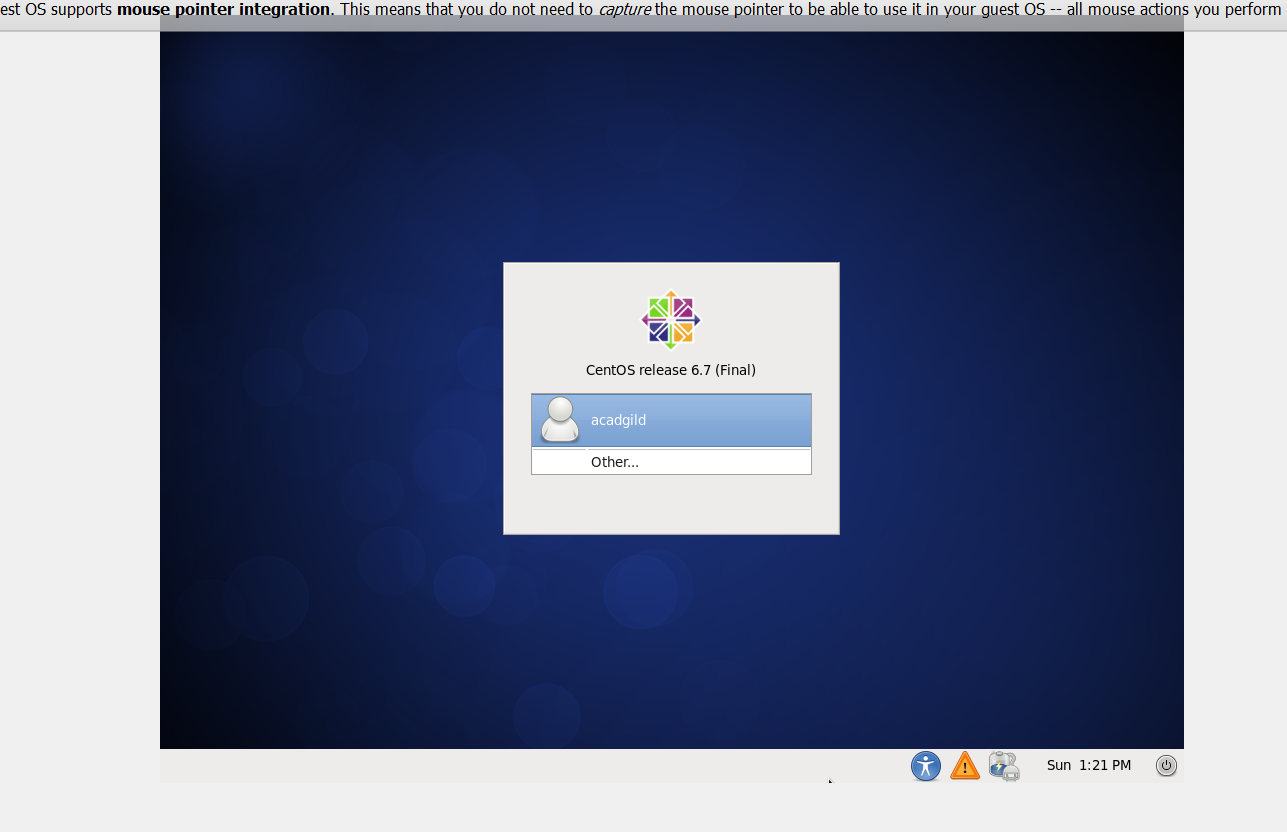 est OS supports mouse pointer integration. This means that you do not need to capture the mouse pointer to be able to use it in your guest OS -- all mouse actions you perform
CentOS release 6.7 (Final)
acadgild
Other...
Sun 1:21 PM